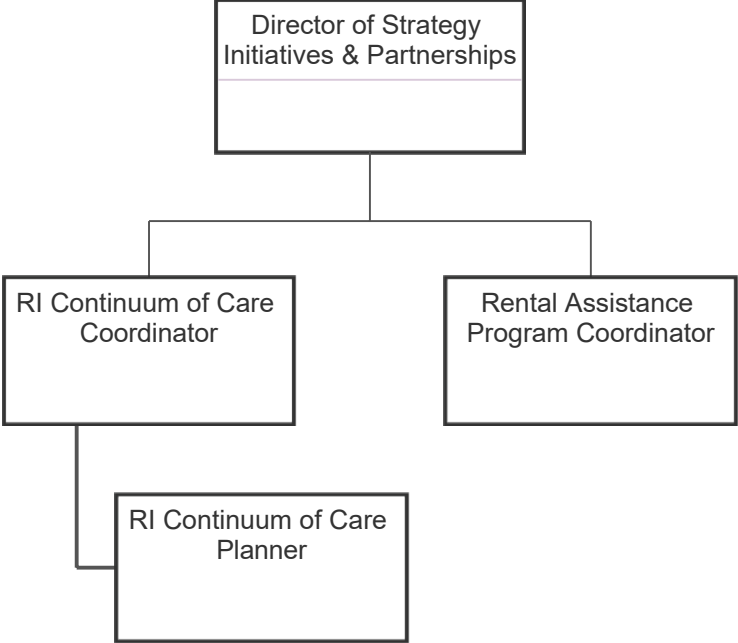 Director of Strategy
Initiatives & Partnerships
RI Continuum of Care
Coordinator
Rental Assistance
Program Coordinator
RI Continuum of Care
Planner